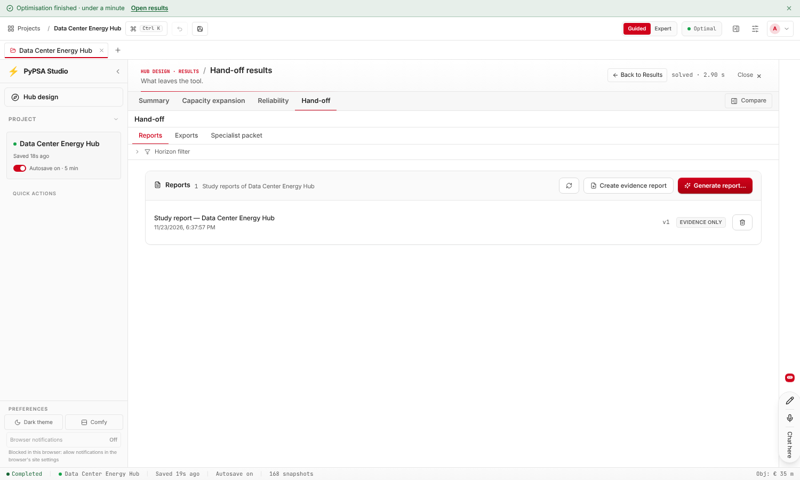 Optimisation finished · under a minute Open results
Projects / Data Center Energy Hub ⌘ Ctrl K
Guided Expert Optimal A
Data Center Energy Hub × +
PyPSA Studio
Hub design
PROJECT
Data Center Energy Hub
Saved 18s ago
Autosave on · 5 min
QUICK ACTIONS
HUB DESIGN · RESULTS / Hand-off results
What leaves the tool.
← Back to Results solved · 2.90 s Close ×
Summary Capacity expansion Reliability Hand-off
Compare
Hand-off
Reports Exports Specialist packet
Horizon filter
Reports 1 Study reports of Data Center Energy Hub
Create evidence report Generate report...
Study report — Data Center Energy Hub
11/23/2026, 6:37:57 PM
v1 EVIDENCE ONLY
PREFERENCES
Dark theme Comfy
Browser notifications Off
Blocked in this browser: allow notifications in the
browser's site settings
Chat here
Completed Data Center Energy Hub Saved 19s ago Autosave on 168 snapshots Obj: € 35 m